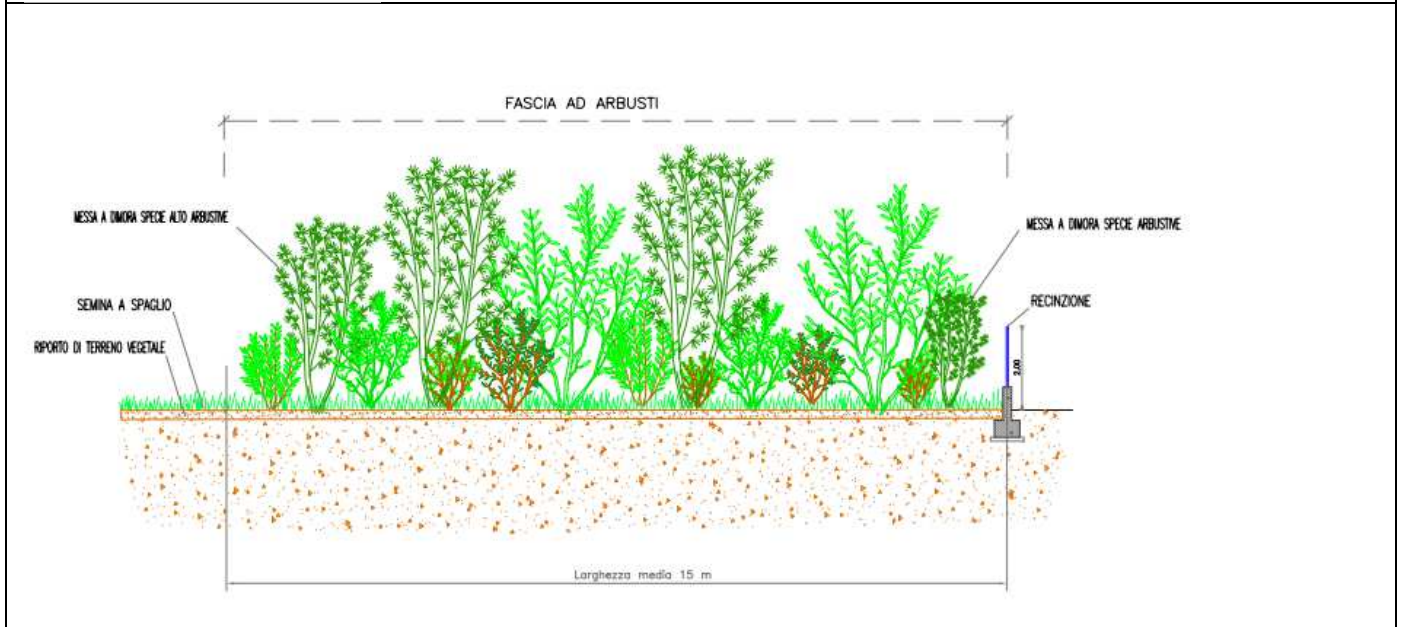 FASCIA AD ARBUSTI
MESSA A DIMORA SPECIE ALTO ARBUSTIVE
MESSA A DIMORA SPECIE ARBUSTIVE
SEMINA A SPAGLIO
RECINZIONE
RIPORTO DI TERRENO VEGETALE
2,00
Larghezza media 15 m